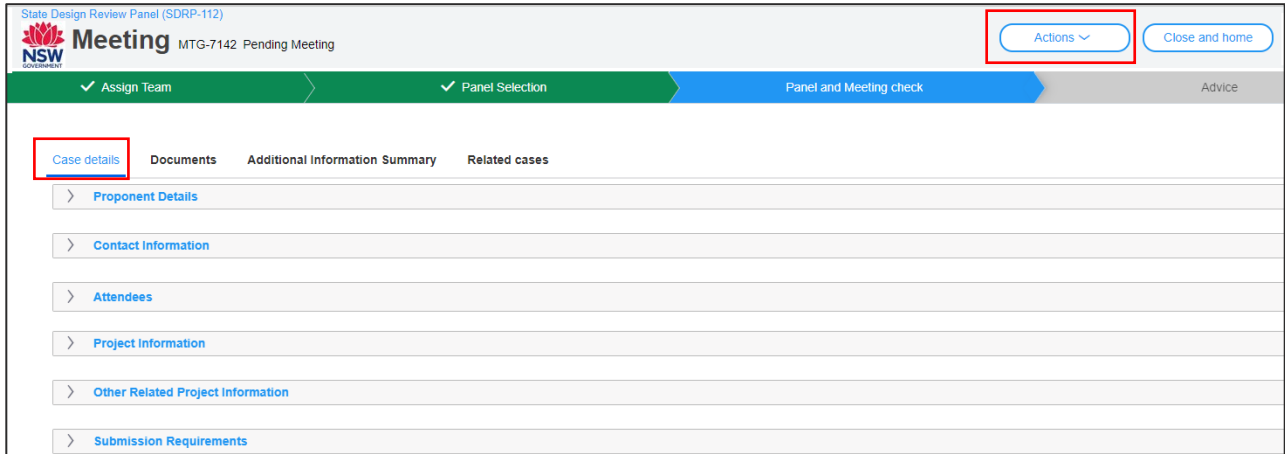 State Design Review Panel (SDRP-112)
NSW
GOVERNMENT
Meeting MTG-7142 Pending Meeting
Actions
Close and home
Assign Team
Panel Selection
Panel and Meeting check
Advice
Case details
Documents
Additional Information Summary
Related cases
Proponent Details
Contact Information
Attendees
Project Information
Other Related Project Information
Submission Requirements